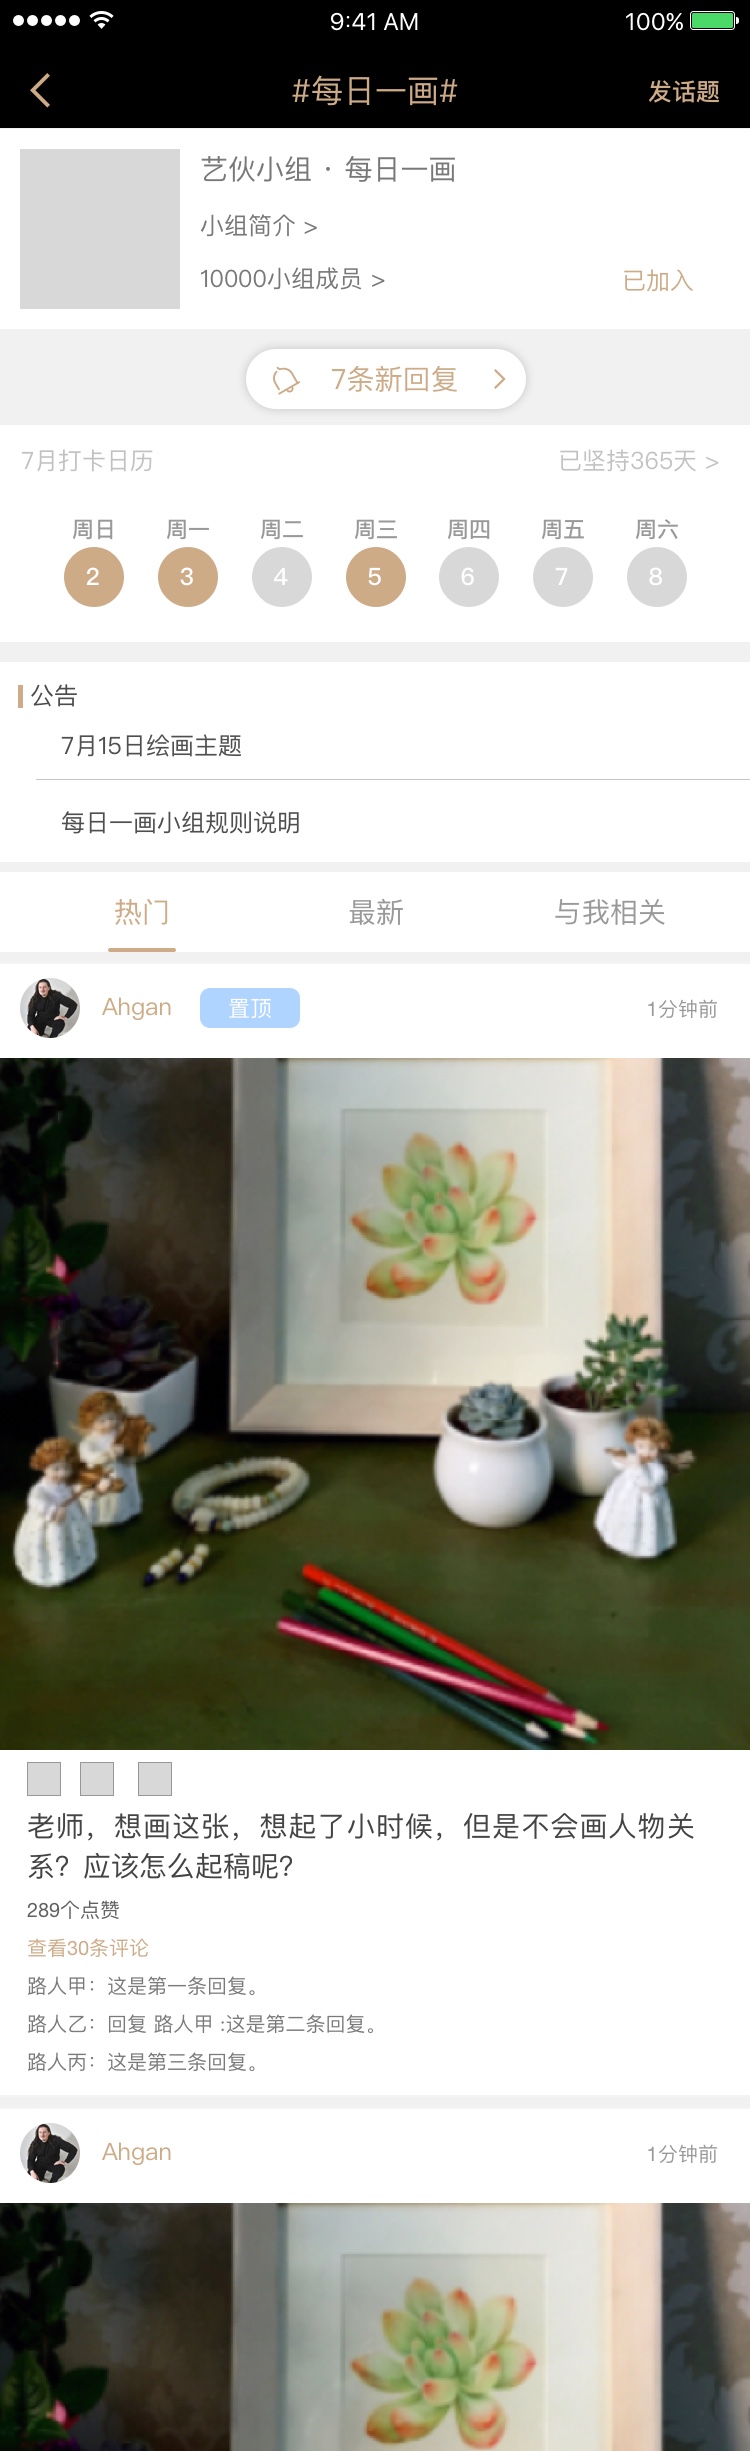 9:41 AM
100%
#每日一画#
发话题
艺伙小组 · 每日一画
小组简介 >
10000小组成员 >
已加入
7条新回复
7月打卡日历
已坚持365天 >
周日 周一 周二 周三 周四 周五 周六
2 3 4 5 6 7 8
公告
7月15日绘画主题
每日一画小组规则说明
热门 最新 与我相关
Ahgan 置顶 1分钟前
老师，想画这张，想起了小时候，但是不会画人物关
系？应该怎么起稿呢？
289个点赞
查看30条评论
路人甲：这是第一条回复。
路人乙：回复 路人甲 :这是第二条回复。
路人丙：这是第三条回复。
Ahgan 1分钟前